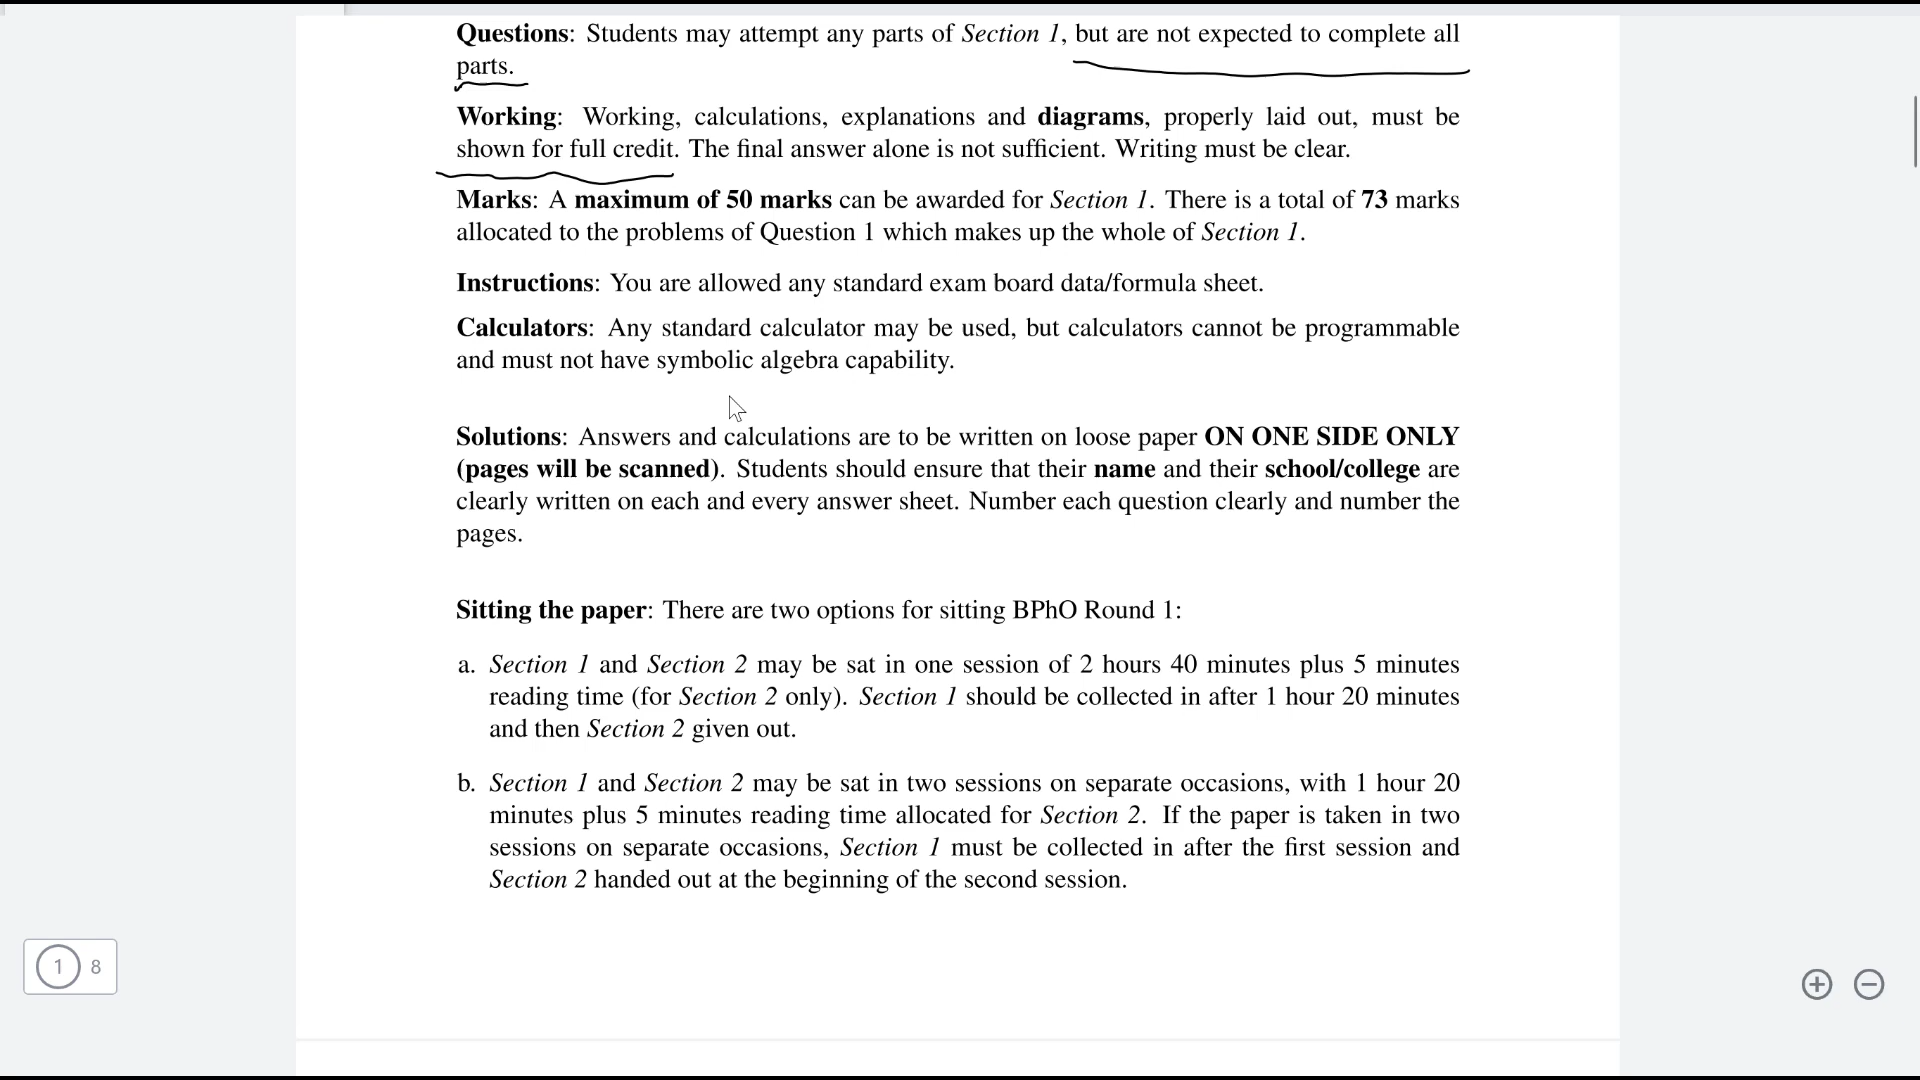 Questions: Students may attempt any parts of Section 1, but are not expected to complete all
parts.
Working: Working, calculations, explanations and diagrams, properly laid out, must be
shown for full credit. The final answer alone is not sufficient. Writing must be clear.
Marks: A maximum of 50 marks can be awarded for Section 1. There is a total of 73 marks
allocated to the problems of Question 1 which makes up the whole of Section 1.
Instructions: You are allowed any standard exam board data/formula sheet.
Calculators: Any standard calculator may be used, but calculators cannot be programmable
and must not have symbolic algebra capability.
Solutions: Answers and calculations are to be written on loose paper ON ONE SIDE ONLY
(pages will be scanned). Students should ensure that their name and their school/college are
clearly written on each and every answer sheet. Number each question clearly and number the
pages.
Sitting the paper: There are two options for sitting BPhO Round 1:
a. Section 1 and Section 2 may be sat in one session of 2 hours 40 minutes plus 5 minutes
reading time (for Section 2 only). Section 1 should be collected in after 1 hour 20 minutes
and then Section 2 given out.
b. Section 1 and Section 2 may be sat in two sessions on separate occasions, with 1 hour 20
minutes plus 5 minutes reading time allocated for Section 2. If the paper is taken in two
sessions on separate occasions, Section 1 must be collected in after the first session and
Section 2 handed out at the beginning of the second session.
1 8